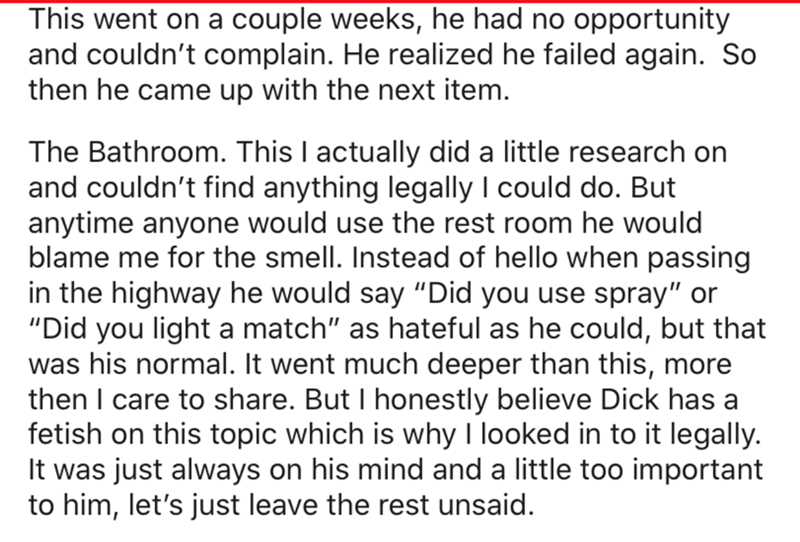 This went on a couple weeks, he had no opportunity
and couldn’t complain. He realized he failed again.  So
then he came up with the next item.
The Bathroom. This I actually did a little research on
and couldn’t find anything legally I could do. But
anytime anyone would use the rest room he would
blame me for the smell. Instead of hello when passing
in the highway he would say “Did you use spray” or
“Did you light a match” as hateful as he could, but that
was his normal. It went much deeper than this, more
then I care to share. But I honestly believe Dick has a
fetish on this topic which is why I looked in to it legally.
It was just always on his mind and a little too important
to him, let’s just leave the rest unsaid.